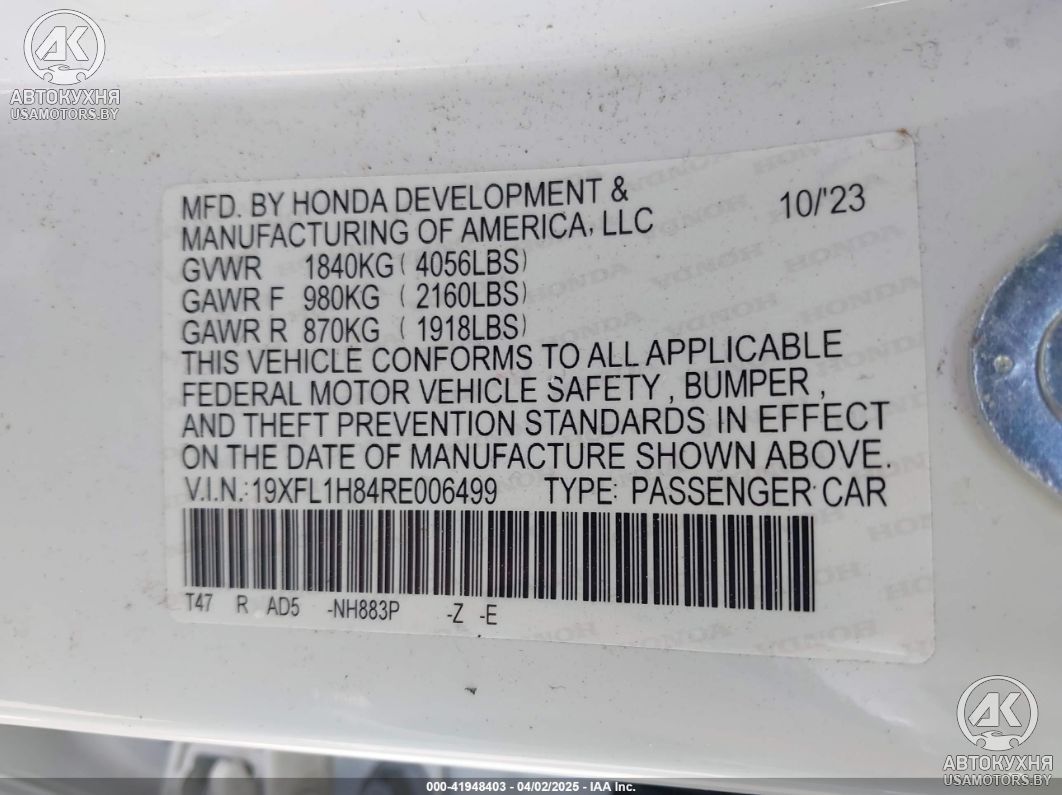 AK
АВТОКУХНЯ
USAMOTORS.BY
MFD. BY HONDA DEVELOPMENT & 10/'23
MANUFACTURING OF AMERICA, LLC
GVWR 1840KG ( 4056LBS)
GAWR F 980KG ( 2160LBS)
GAWR R 870KG ( 1918LBS)
THIS VEHICLE CONFORMS TO ALL APPLICABLE
FEDERAL MOTOR VEHICLE SAFETY , BUMPER ,
AND THEFT PREVENTION STANDARDS IN EFFECT
ON THE DATE OF MANUFACTURE SHOWN ABOVE.
V.I.N.: 19XFL1H84RE006499 TYPE: PASSENGER CAR
T47 R AD5 -NH883P -Z -E
AK
АВТОКУХНЯ
USAMOTORS.BY
000-41948403 - 04/02/2025 - IAA Inc.